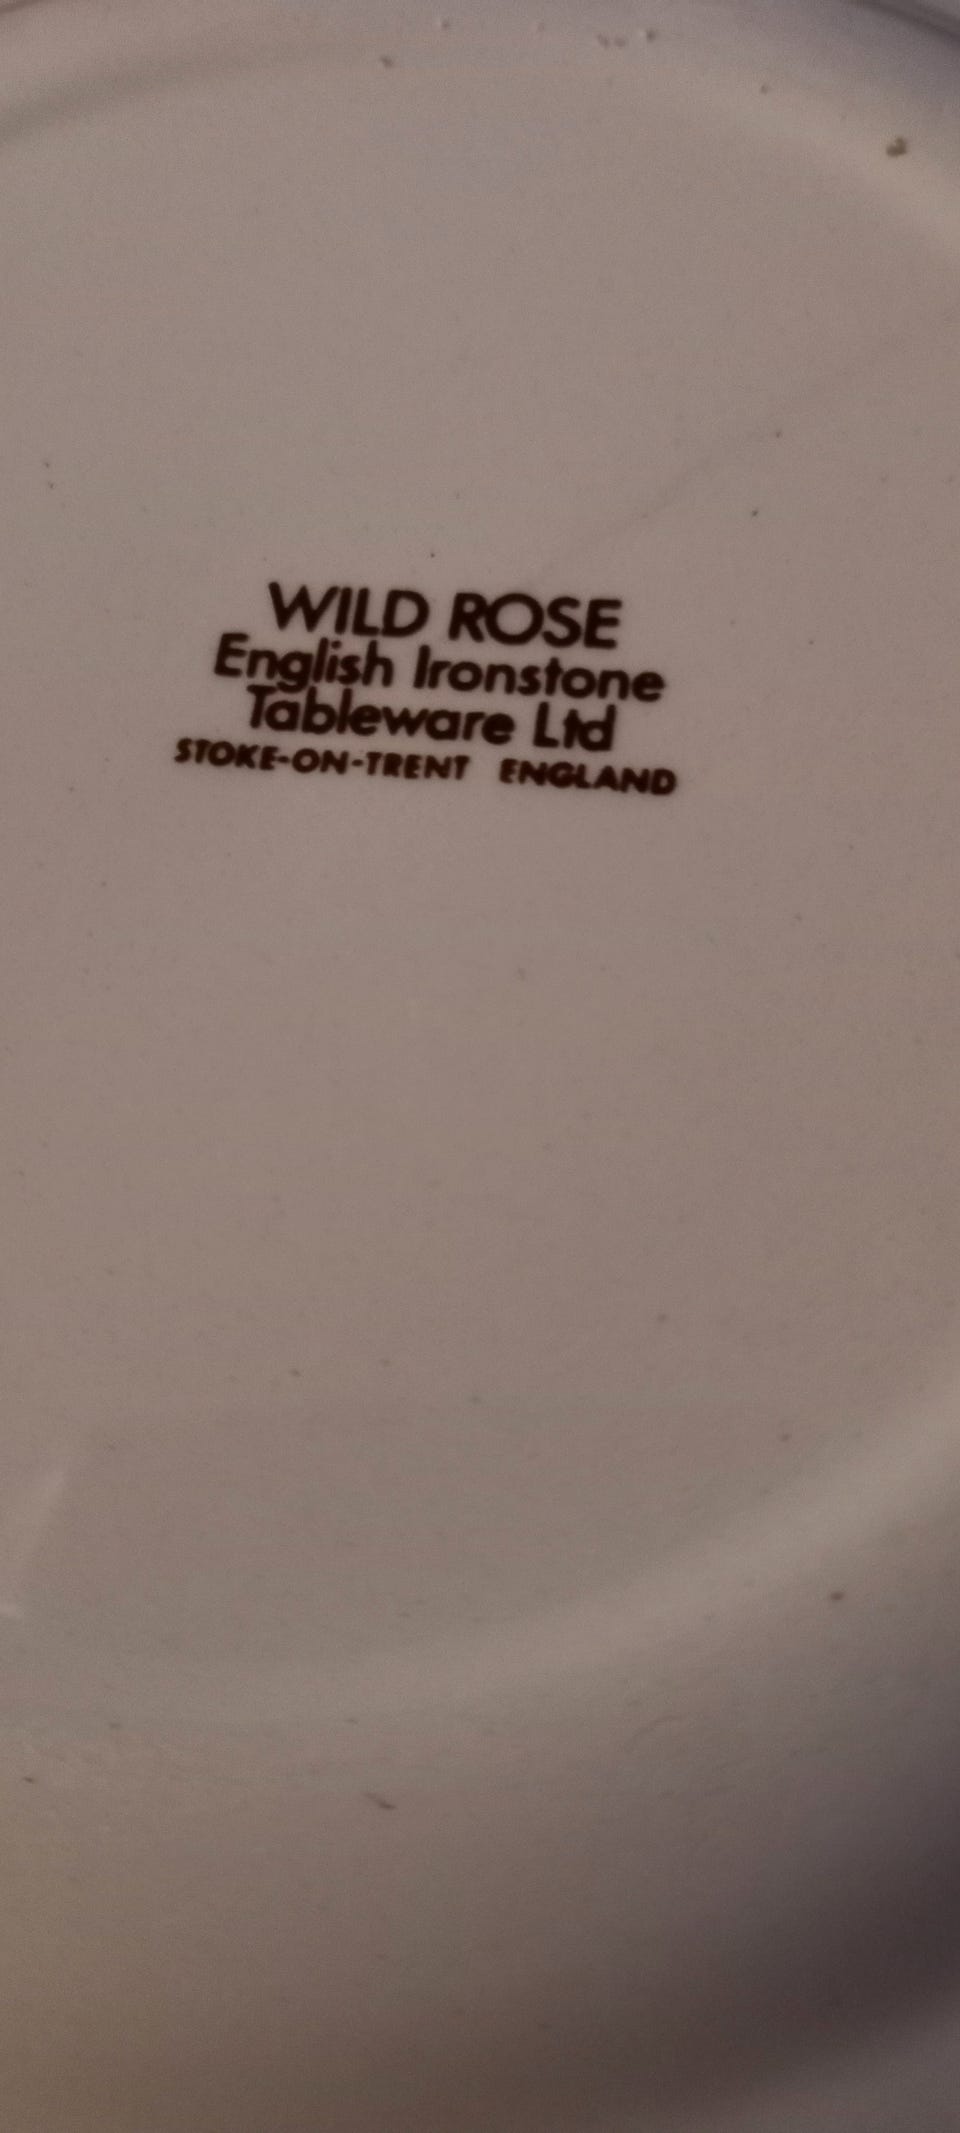 WILD ROSE
English Ironstone
Tableware Ltd
STOKE-ON-TRENT ENGLAND